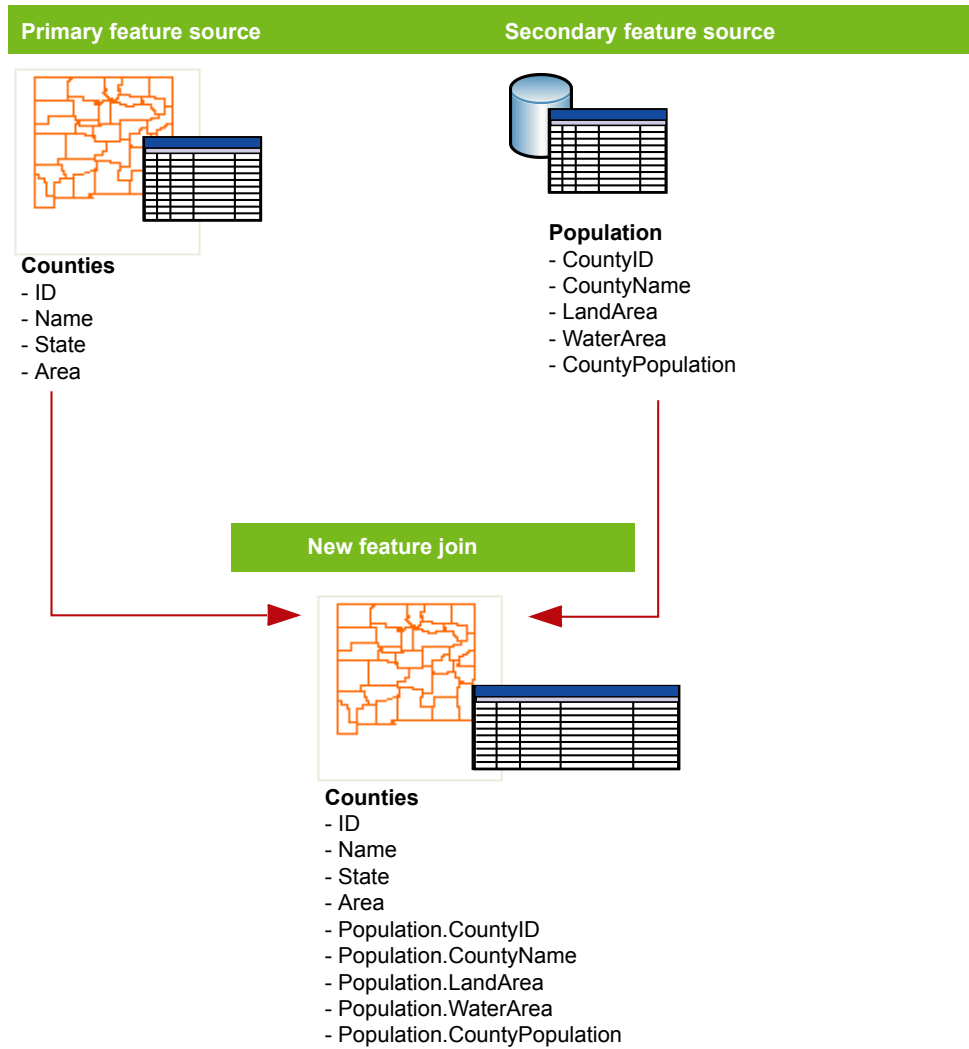 Primary feature source
Secondary feature source
Counties
- ID
- Name
- State
- Area
Population
- CountyID
- CountyName
- LandArea
- WaterArea
- CountyPopulation
New feature join
Counties
- ID
- Name
- State
- Area
- Population.CountyID
- Population.CountyName
- Population.LandArea
- Population.WaterArea
- Population.CountyPopulation